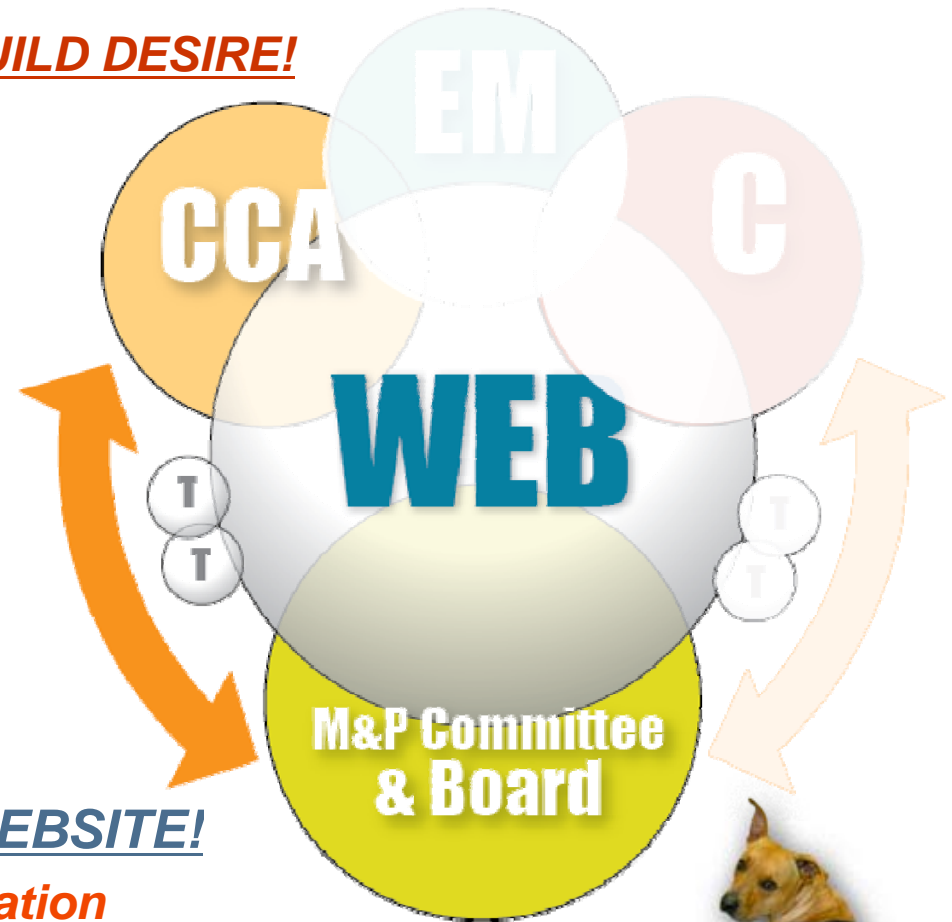 UILD DESIRE!
EM
C
CCA
WEB
T
T
T
T
M&P Committee
& Board
EBSITE!
ation